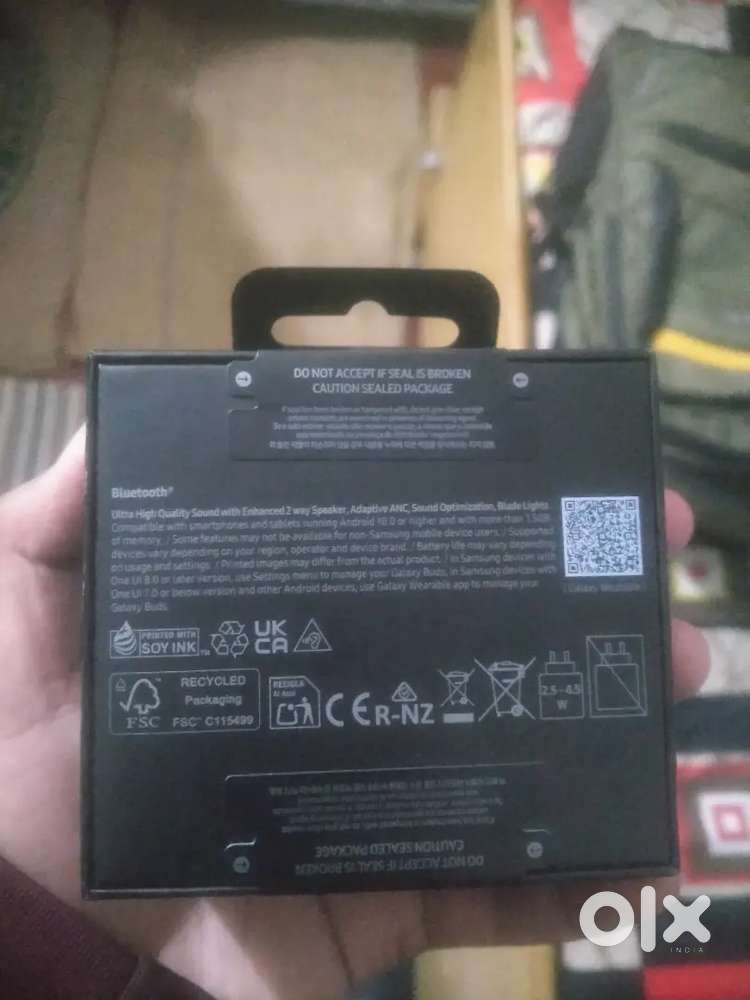 DO NOT ACCEPT IF SEAL IS BROKEN
CAUTION SEALED PACKAGE
Bluetooth®
Ultra High Quality Sound with Enhanced 2 way Speaker, Adaptive ANC, Sound Optimization, Blade Lights
Compatible with smartphones and tablets running Android 10.0 or higher and with more than 1.5GB
of memory. / Some features may not be available for non-Samsung mobile device users. / Supported
devices vary depending on your region, operator and device brand. / Battery life may vary depending
on usage and settings. / Printed images may differ from the actual product. / In Samsung devices with
One UI 8.0 or later version, use Settings menu to manage your Galaxy Buds, in Samsung devices with
One UI 7.0 or below version and other Android devices, use Galaxy Wearable app to manage your
Galaxy Buds.
PRINTED WITH
SOY INK
UK
CA
FSC
RECYCLED
Packaging
FSC™ C115499
RECICLA
CE
R-NZ
2.5 - 4.5
W
CAUTION SEALED PACKAGE
DO NOT ACCEPT IF SEAL IS BROKEN
olx
INDIA